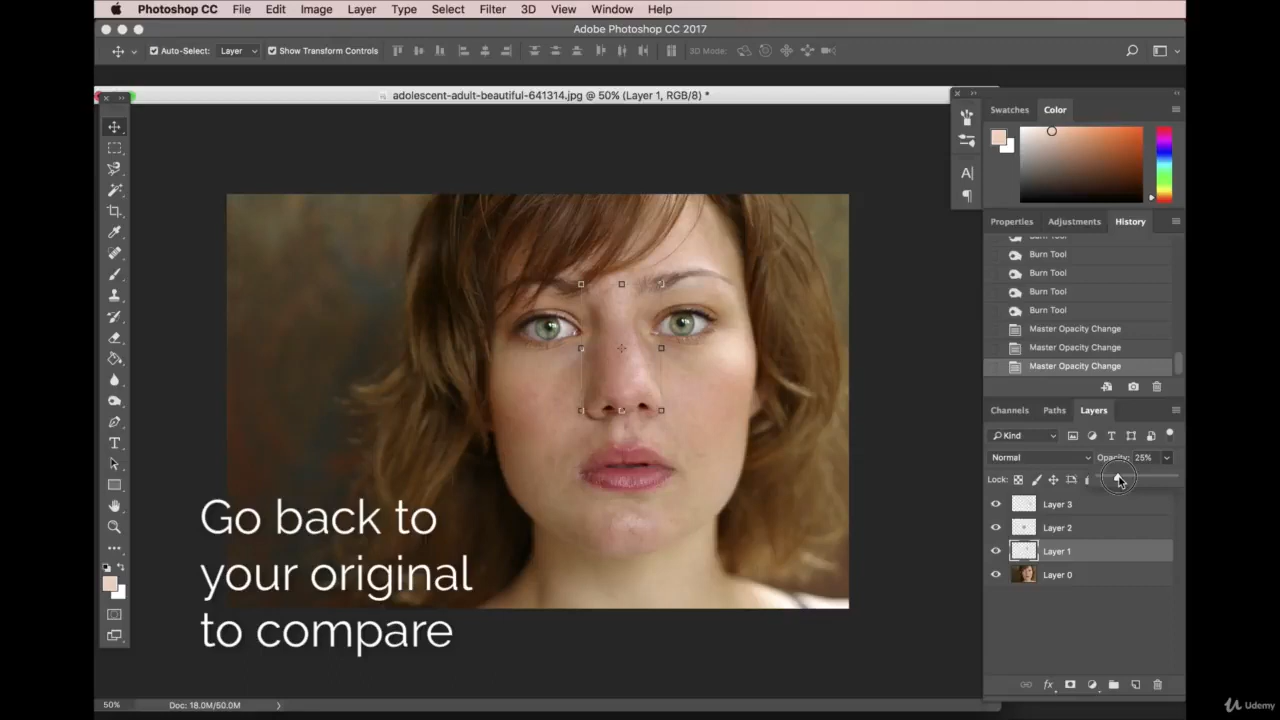 Photoshop CC File Edit Image Layer Type Select Filter 3D View Window Help
Adobe Photoshop CC 2017
Auto-Select: Layer Show Transform Controls 3D Mode:
adolescent-adult-beautiful-641314.jpg @ 50% (Layer 1, RGB/8) *
Swatches Color
Properties Adjustments History
Burn Tool
Burn Tool
Burn Tool
Burn Tool
Burn Tool
Master Opacity Change
Master Opacity Change
Master Opacity Change
Channels Paths Layers
Kind
Normal Opacity: 25%
Lock:
Layer 3
Layer 2
Layer 1
Layer 0
Go back to
your original
to compare
50% Doc: 18.0M/50.0M
Udemy